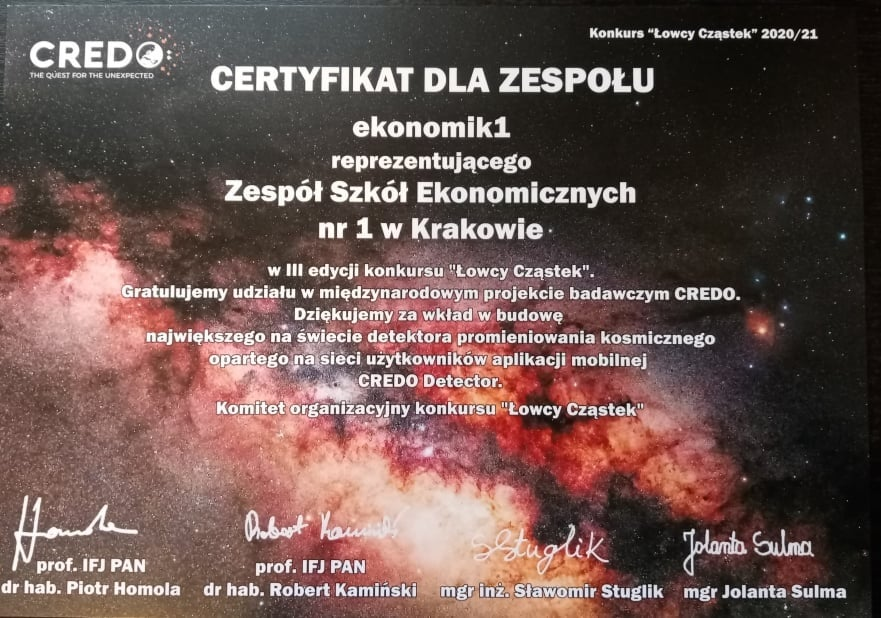 Konkurs "Łowcy Cząstek" 2020/21
CREDO
THE QUEST FOR THE UNEXPECTED
CERTYFIKAT DLA ZESPOŁU
ekonomik1
reprezentującego
Zespół Szkół Ekonomicznych
nr 1 w Krakowie
w III edycji konkursu "Łowcy Cząstek".
Gratulujemy udziału w międzynarodowym projekcie badawczym CREDO.
Dziękujemy za wkład w budowę
największego na świecie detektora promieniowania kosmicznego
opartego na sieci użytkowników aplikacji mobilnej
CREDO Detector.
Komitet organizacyjny konkursu "Łowcy Cząstek"
Homola
prof. IFJ PAN
dr hab. Piotr Homola
Robert Kamiński
prof. IFJ PAN
dr hab. Robert Kamiński
SStuglik
mgr inż. Sławomir Stuglik
Jolanta Sulma
mgr Jolanta Sulma